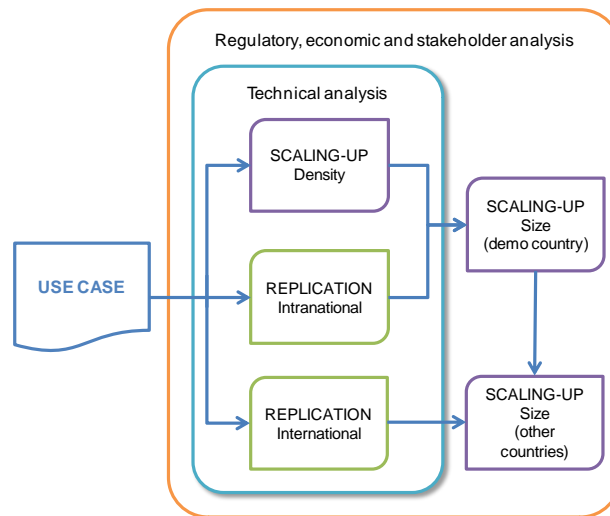 Regulatory, economic and stakeholder analysis
Technical analysis
SCALING-UP
Density
SCALING-UP
Size
(demo country)
USE CASE
REPLICATION
Intranational
REPLICATION
International
SCALING-UP
Size
(other
countries)